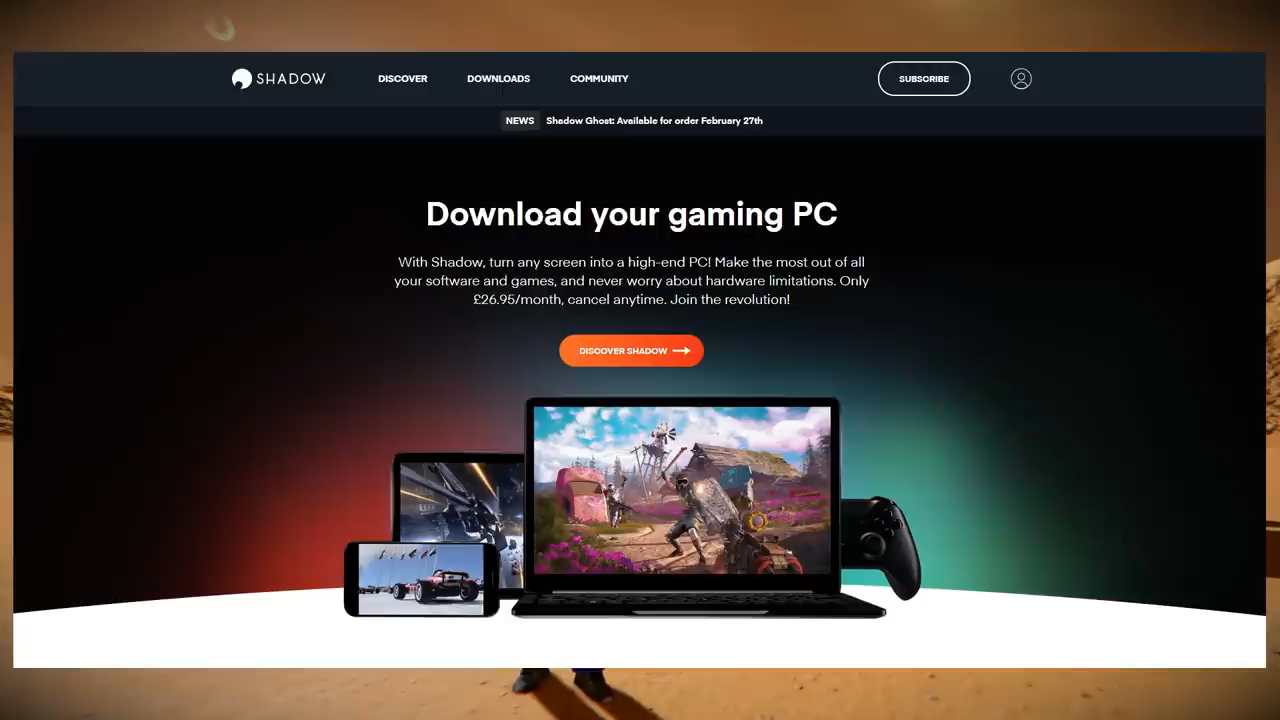 SHADOW DISCOVER DOWNLOADS COMMUNITY SUBSCRIBE
NEWS Shadow Ghost: Available for order February 27th
Download your gaming PC
With Shadow, turn any screen into a high-end PC! Make the most out of all
your software and games, and never worry about hardware limitations. Only
£26.95/month, cancel anytime. Join the revolution!
DISCOVER SHADOW